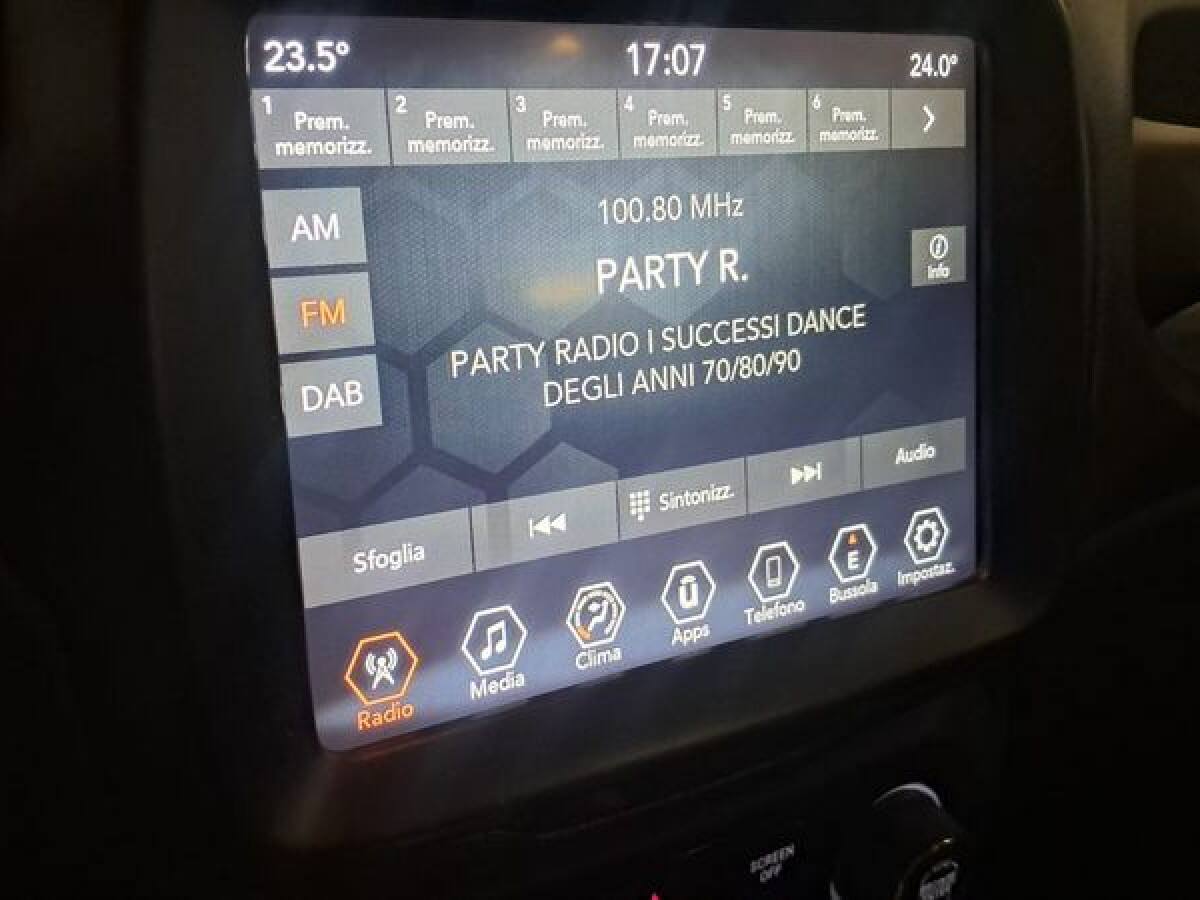 23.5° 17:07 24.0°
1 2 3 4 5 6
Prem. Prem. Prem. Prem. Prem. Prem.
memorizz. memorizz. memorizz. memorizz. memorizz. memorizz.
AM
100.80 MHz
PARTY R.
Info
FM
PARTY RADIO I SUCCESSI DANCE
DEGLI ANNI 70/80/90
DAB
Sfoglia Sintonizz. Audio
Radio Media Clima Apps Telefono Bussola Impostaz.
ū E
SCREEN
OFF